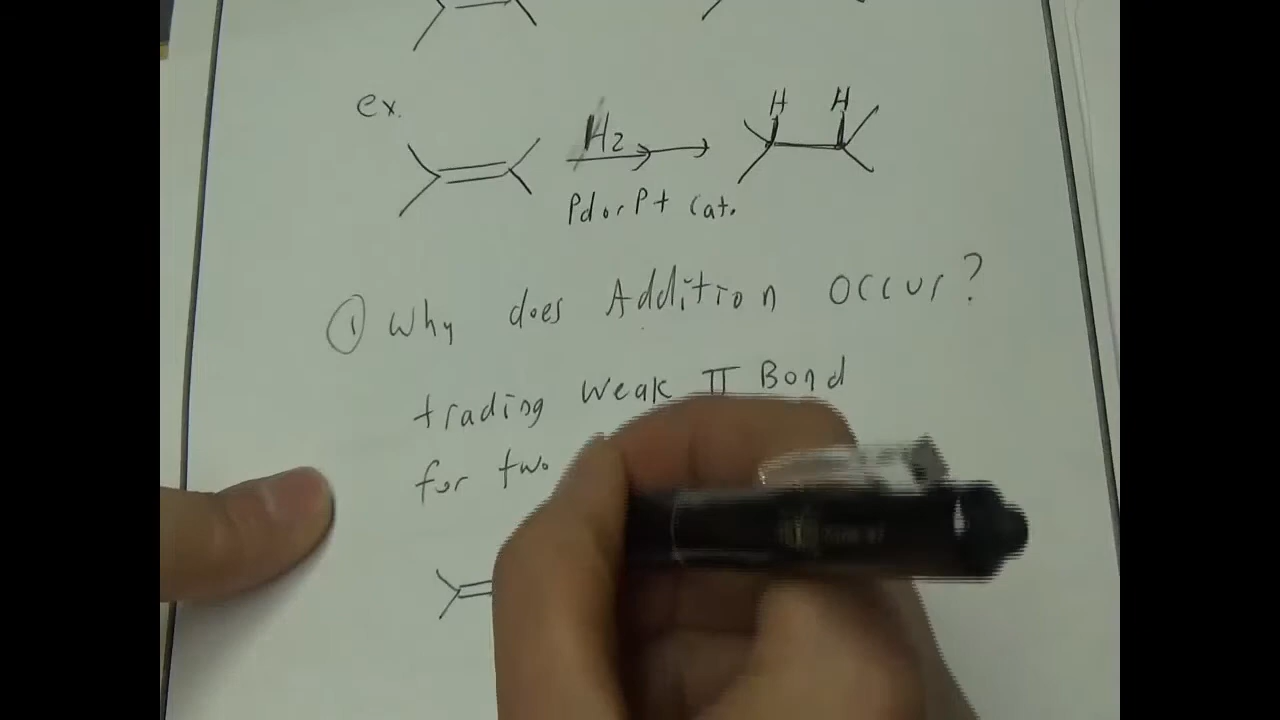 ex.
H2
H H
Pd or Pt cat.
① Why does Addition occur?
trading weak π Bond
for two